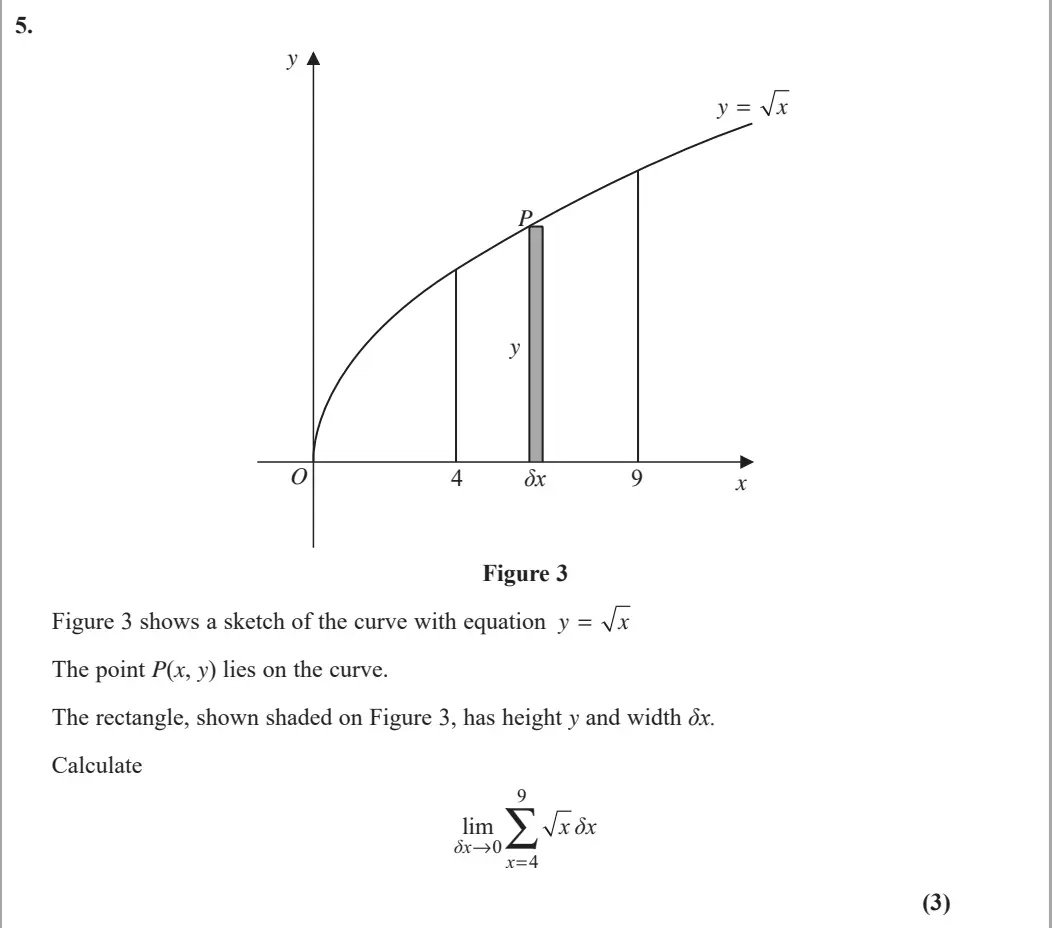 5.
y
y = √x
P
y
O
4
δx
9
x
Figure 3
Figure 3 shows a sketch of the curve with equation y = √x
The point P(x, y) lies on the curve.
The rectangle, shown shaded on Figure 3, has height y and width δx.
Calculate
9
lim ∑ √x δx
δx→0
x=4
(3)